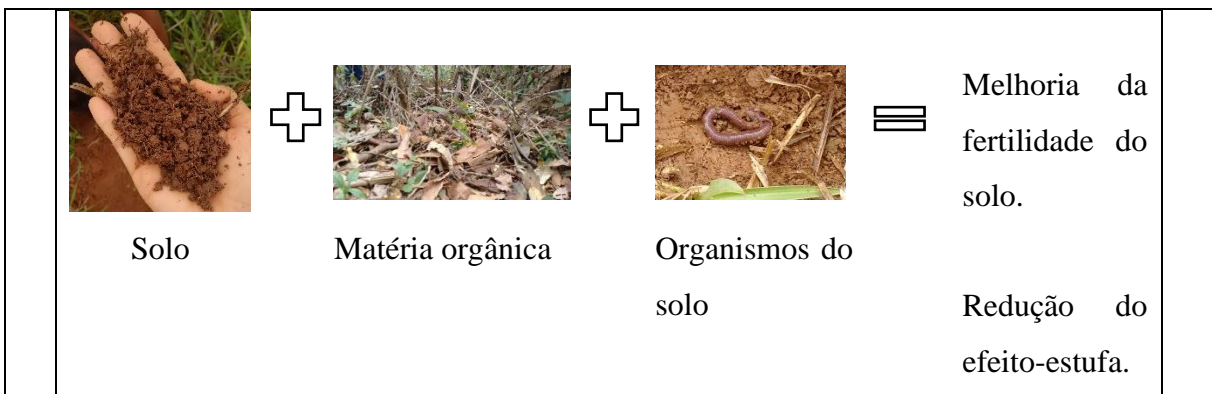 Solo
Matéria orgânica
Organismos do
solo
Melhoria da
fertilidade do
solo.
Redução do
efeito-estufa.